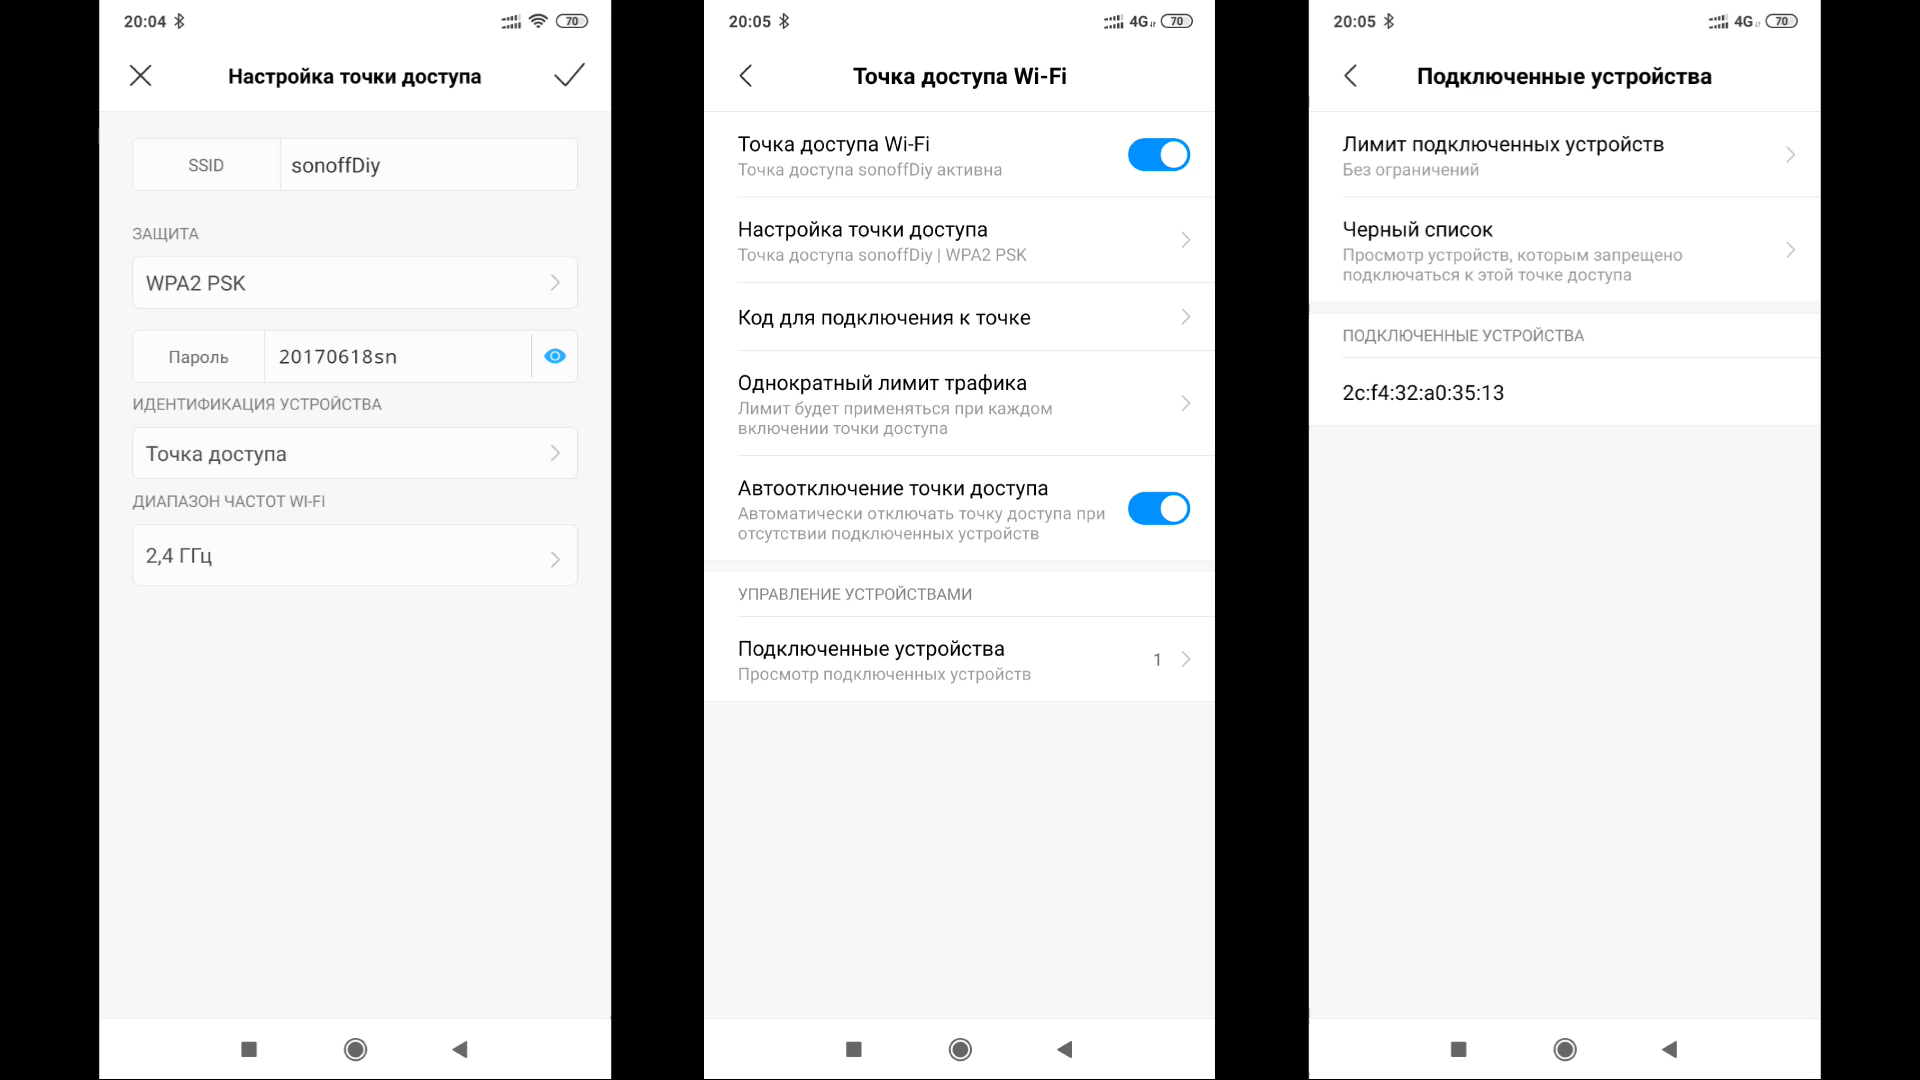 20:04
70
Настройка точки доступа
SSID
sonoffDiy
ЗАЩИТА
WPA2 PSK
Пароль
20170618sn
ИДЕНТИФИКАЦИЯ УСТРОЙСТВА
Точка доступа
ДИАПАЗОН ЧАСТОТ WI-FI
2,4 ГГц
20:05
4G
70
Точка доступа Wi-Fi
Точка доступа Wi-Fi
Точка доступа sonoffDiy активна
Настройка точки доступа
Точка доступа sonoffDiy | WPA2 PSK
Код для подключения к точке
Однократный лимит трафика
Лимит будет применяться при каждом
включении точки доступа
Автоотключение точки доступа
Автоматически отключать точку доступа при
отсутствии подключенных устройств
УПРАВЛЕНИЕ УСТРОЙСТВАМИ
Подключенные устройства
1
Просмотр подключенных устройств
20:05
4G
70
Подключенные устройства
Лимит подключенных устройств
Без ограничений
Черный список
Просмотр устройств, которым запрещено
подключаться к этой точке доступа
ПОДКЛЮЧЕННЫЕ УСТРОЙСТВА
2c:f4:32:a0:35:13